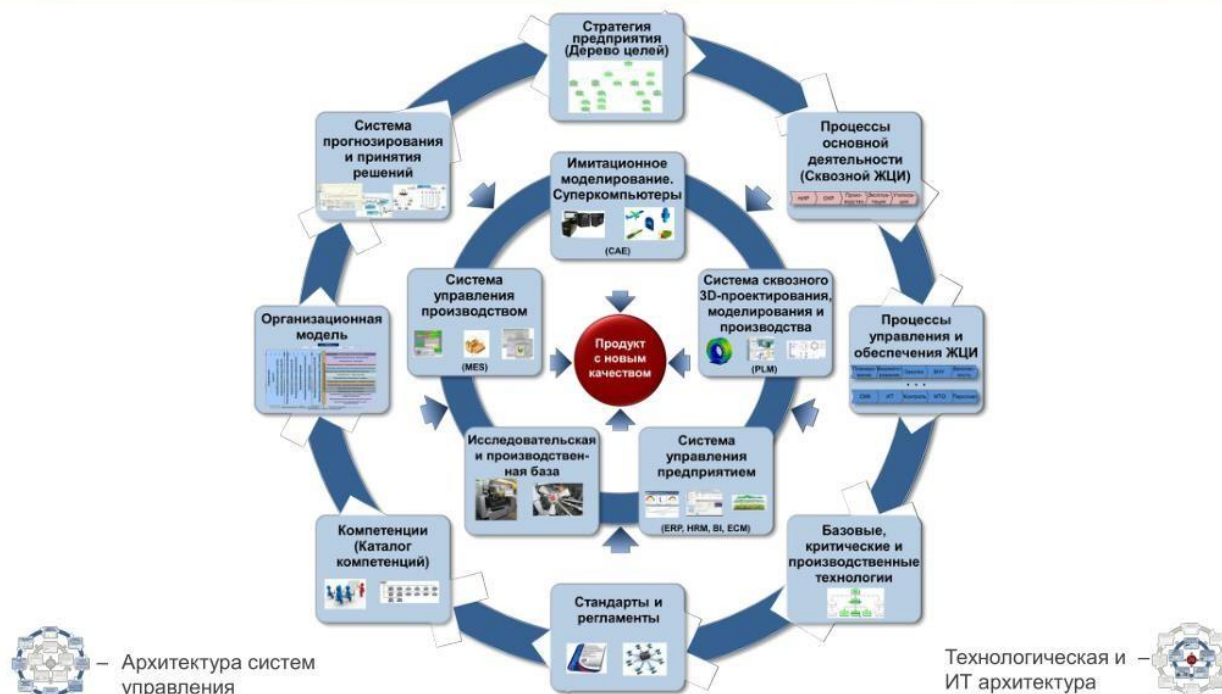 Стратегия
предприятия
(Дерево целей)
Система
прогнозирования
и принятия
решений
Процессы
основной
деятельности
(Сквозной ЖЦИ)
НИР ОКР
Имитационное
моделирование.
Суперкомпьютеры
(CAE)
Система
управления
производством
(MES)
Система сквозного
3D-проектирования,
моделирования и
производства
(PLM)
Организационная
модель
Продукт
с новым
качеством
Процессы
управления и
обеспечения ЖЦИ
Исследовательская
и производствен-
ная база
Система
управления
предприятием
(ERP, HRM, BI, ECM)
Компетенции
(Каталог
компетенций)
Базовые,
критические и
производственные
технологии
Стандарты и
регламенты
– Архитектура систем
управления
Технологическая и –
ИТ архитектура